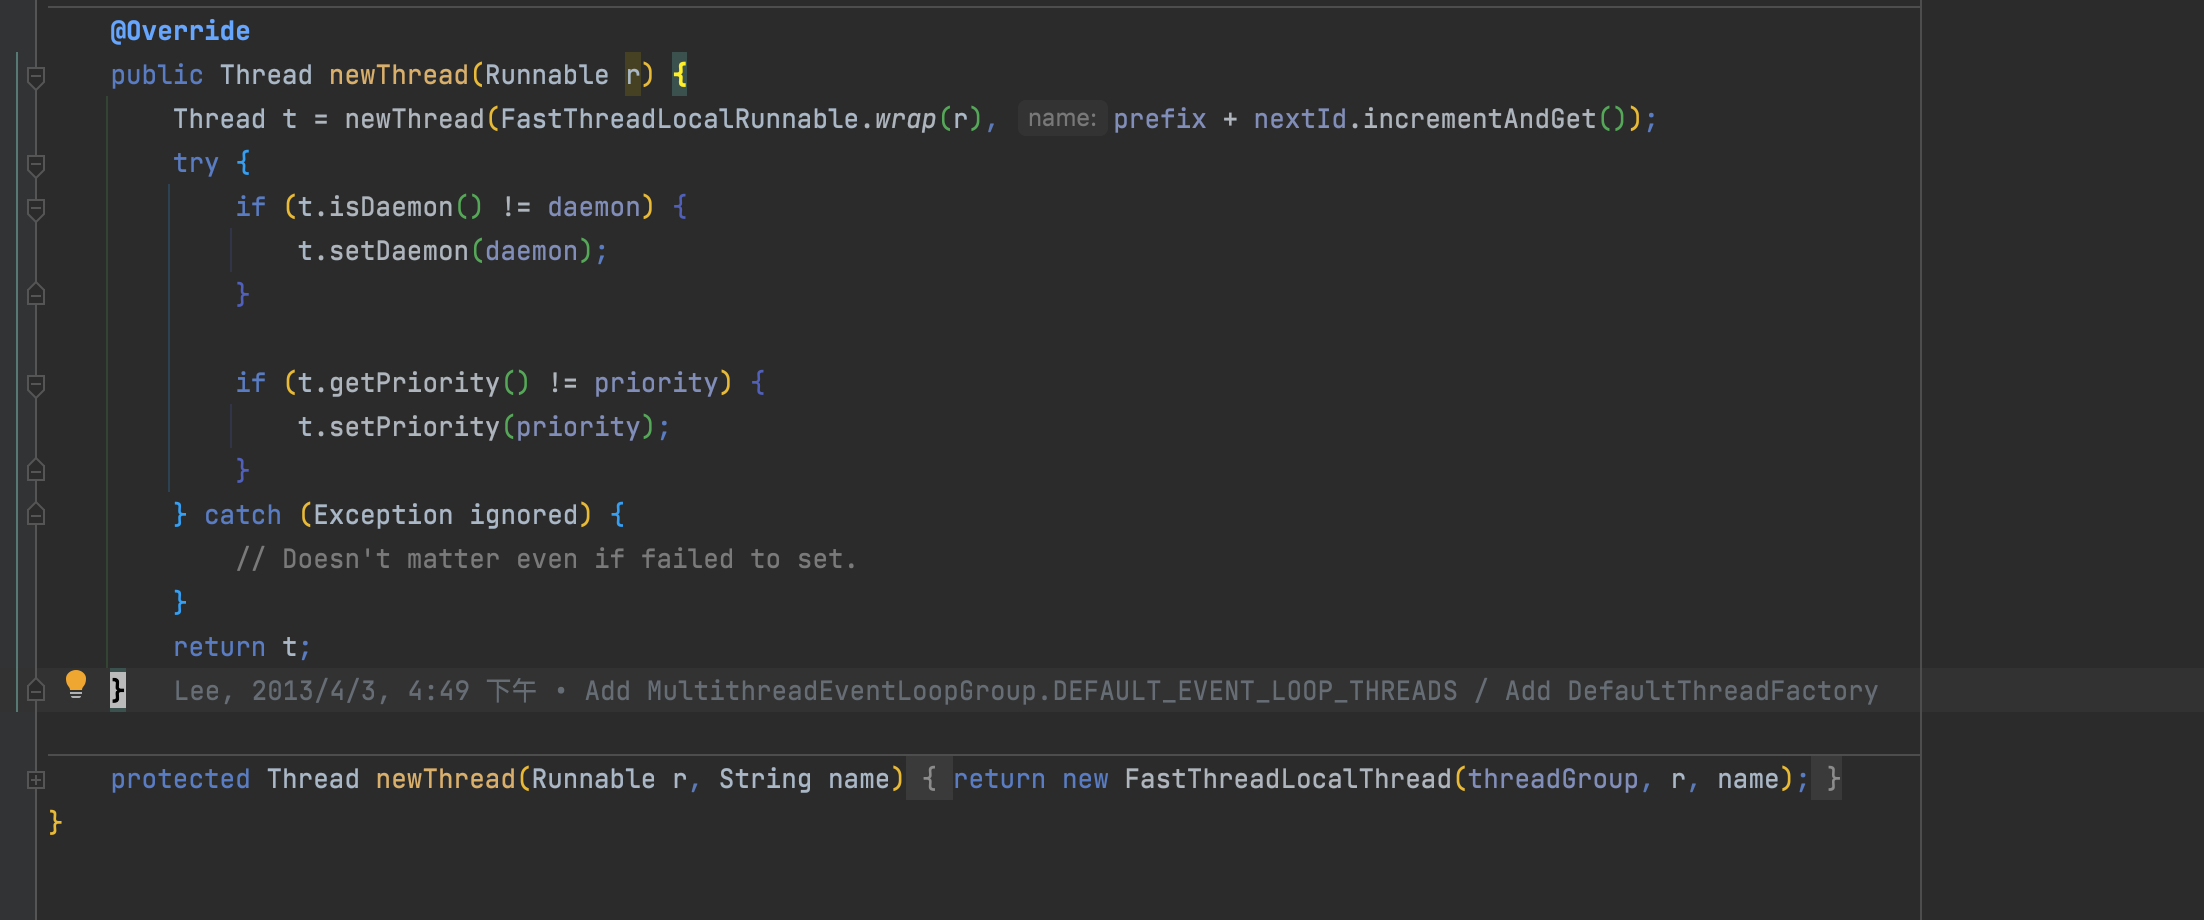 @Override
public Thread newThread(Runnable r) {
Thread t = newThread(FastThreadLocalRunnable.wrap(r), name: prefix + nextId.incrementAndGet());
try {
if (t.isDaemon() != daemon) {
t.setDaemon(daemon);
}
if (t.getPriority() != priority) {
t.setPriority(priority);
}
} catch (Exception ignored) {
// Doesn't matter even if failed to set.
}
return t;
} Lee, 2013/4/3, 4:49 下午 • Add MultithreadEventLoopGroup.DEFAULT_EVENT_LOOP_THREADS / Add DefaultThreadFactory
protected Thread newThread(Runnable r, String name) { return new FastThreadLocalThread(threadGroup, r, name); }
}